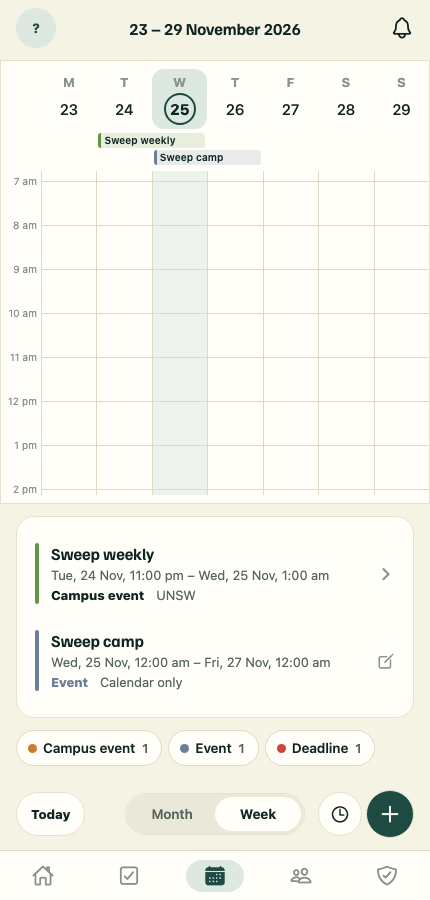 ?
23 – 29 November 2026
M T W T F S S
23 24 25 26 27 28 29
Sweep weekly
Sweep camp
7 am
8 am
9 am
10 am
11 am
12 pm
1 pm
2 pm
Sweep weekly
Tue, 24 Nov, 11:00 pm – Wed, 25 Nov, 1:00 am
Campus event UNSW
Sweep camp
Wed, 25 Nov, 12:00 am – Fri, 27 Nov, 12:00 am
Event Calendar only
Campus event 1 Event 1 Deadline 1
Today Month Week